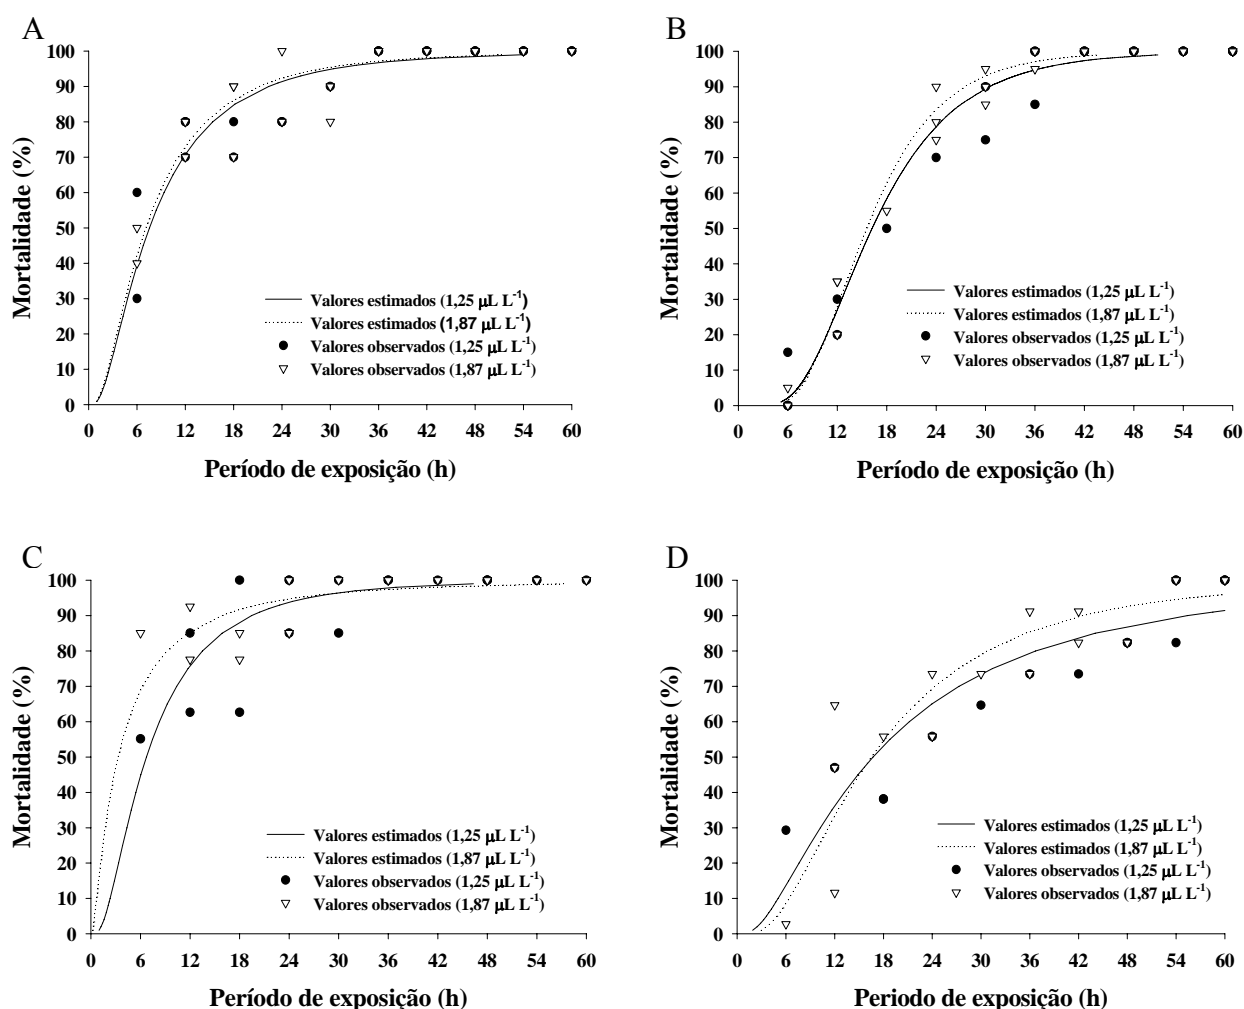 A
Mortalidade (%)
100
90
80
70
60
50
40
30
20
10
0
Valores estimados (1,25 µL L⁻¹)
Valores estimados (1,87 µL L⁻¹)
Valores observados (1,25 µL L⁻¹)
Valores observados (1,87 µL L⁻¹)
0 6 12 18 24 30 36 42 48 54 60
Período de exposição (h)
B
Mortalidade (%)
100
90
80
70
60
50
40
30
20
10
0
Valores estimados (1,25 µL L⁻¹)
Valores estimados (1,87 µL L⁻¹)
Valores observados (1,25 µL L⁻¹)
Valores observados (1,87 µL L⁻¹)
0 6 12 18 24 30 36 42 48 54 60
Período de exposição (h)
C
Mortalidade (%)
100
90
80
70
60
50
40
30
20
10
0
Valores estimados (1,25 µL L⁻¹)
Valores estimados (1,87 µL L⁻¹)
Valores observados (1,25 µL L⁻¹)
Valores observados (1,87 µL L⁻¹)
0 6 12 18 24 30 36 42 48 54 60
Período de exposição (h)
D
Mortalidade (%)
100
90
80
70
60
50
40
30
20
10
0
Valores estimados (1,25 µL L⁻¹)
Valores estimados (1,87 µL L⁻¹)
Valores observados (1,25 µL L⁻¹)
Valores observados (1,87 µL L⁻¹)
0 6 12 18 24 30 36 42 48 54 60
Periodo de exposição (h)